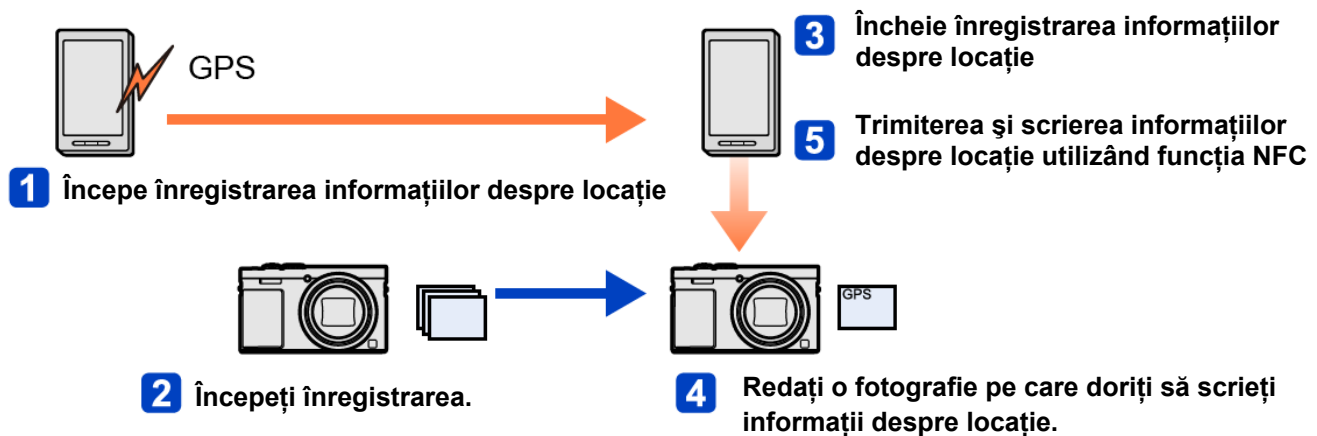 GPS
1 Începe înregistrarea informațiilor despre locație
2 Începeți înregistrarea.
3 Încheie înregistrarea informațiilor
despre locație
5 Trimiterea şi scrierea informațiilor
despre locație utilizând funcția NFC
GPS
4 Redați o fotografie pe care doriți să scrieți
informații despre locație.